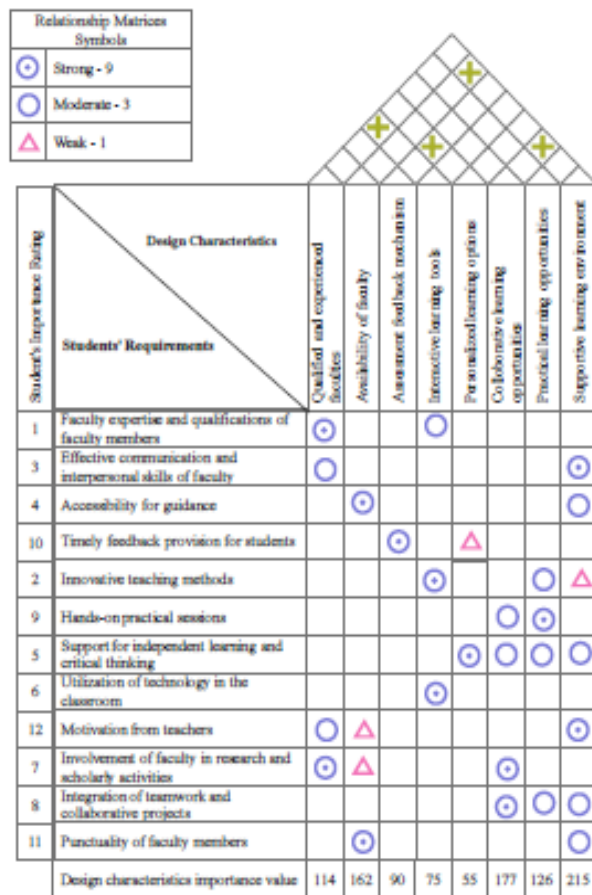 Relationship Matrices
Symbols
Strong - 9
Moderate - 3
Weak - 1
Student's Importance Rating
Design Characteristics
Students' Requirements
Qualified and experienced
faculties
Availability of faculty
Assessment feedback mechanism
Interactive learning tools
Personalized learning options
Collaborative learning
opportunities
Practical learning opportunities
Supportive learning environment
1 Faculty expertise and qualifications of
faculty members
3 Effective communication and
interpersonal skills of faculty
4 Accessibility for guidance
10 Timely feedback provision for students
2 Innovative teaching methods
9 Hands-on practical sessions
5 Support for independent learning and
critical thinking
6 Utilization of technology in the
classroom
12 Motivation from teachers
7 Involvement of faculty in research and
scholarly activities
8 Integration of teamwork and
collaborative projects
11 Punctuality of faculty members
Design characteristics importance value 114 162 90 75 55 177 126 215